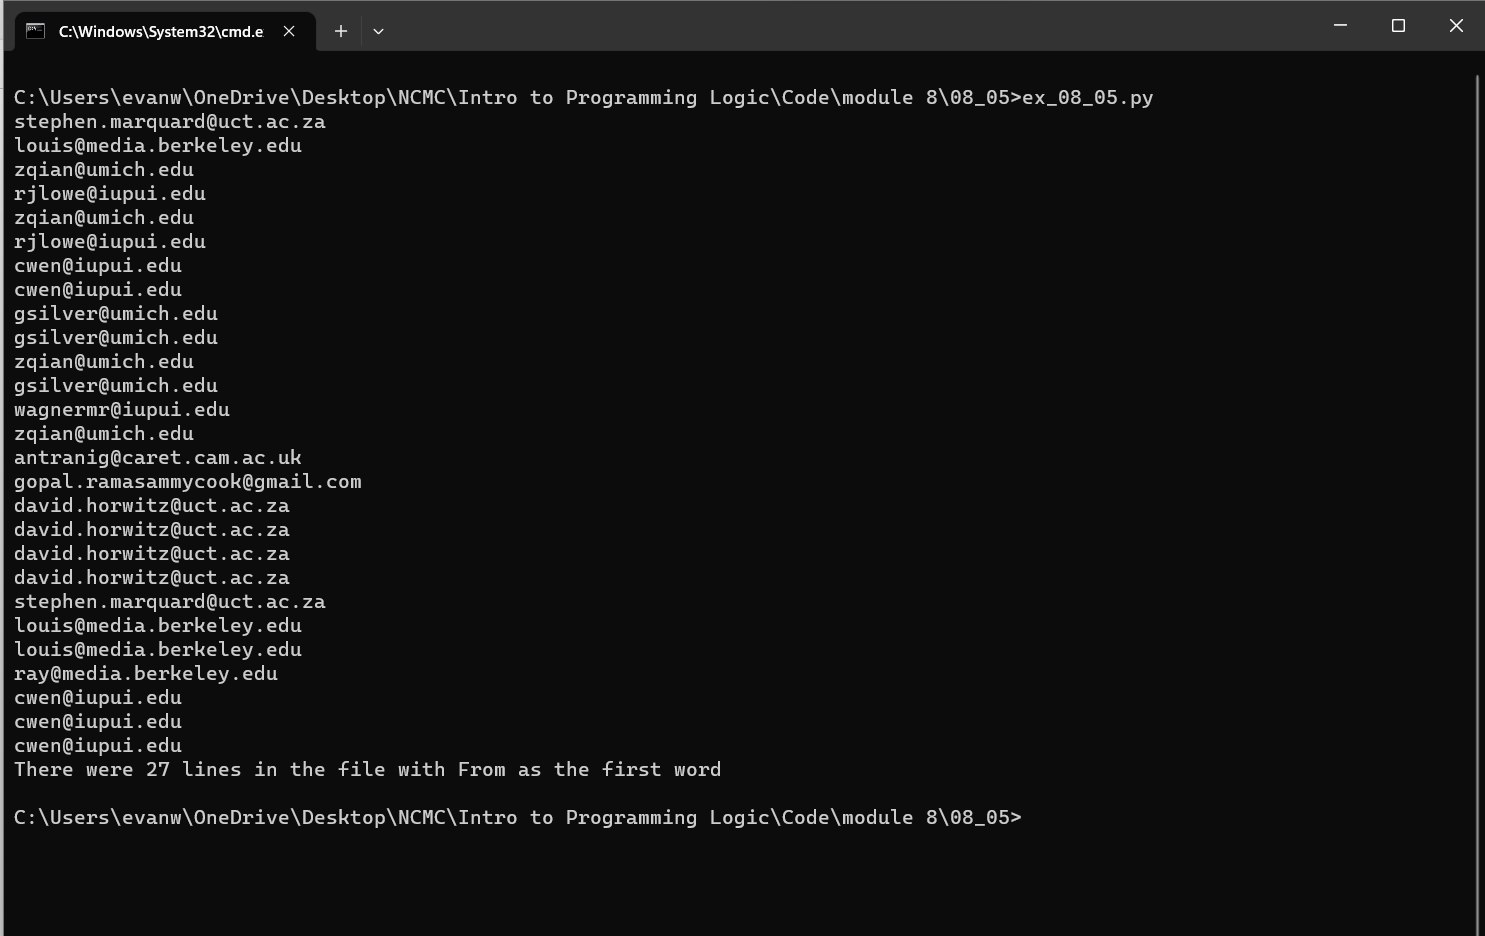 C:\Windows\System32\cmd.e
C:\Users\evanw\OneDrive\Desktop\NCMC\Intro to Programming Logic\Code\module 8\08_05>ex_08_05.py
stephen.marquard@uct.ac.za
louis@media.berkeley.edu
zqian@umich.edu
rjlowe@iupui.edu
zqian@umich.edu
rjlowe@iupui.edu
cwen@iupui.edu
cwen@iupui.edu
gsilver@umich.edu
gsilver@umich.edu
zqian@umich.edu
gsilver@umich.edu
wagnermr@iupui.edu
zqian@umich.edu
antranig@caret.cam.ac.uk
gopal.ramasammycook@gmail.com
david.horwitz@uct.ac.za
david.horwitz@uct.ac.za
david.horwitz@uct.ac.za
david.horwitz@uct.ac.za
stephen.marquard@uct.ac.za
louis@media.berkeley.edu
louis@media.berkeley.edu
ray@media.berkeley.edu
cwen@iupui.edu
cwen@iupui.edu
cwen@iupui.edu
There were 27 lines in the file with From as the first word
C:\Users\evanw\OneDrive\Desktop\NCMC\Intro to Programming Logic\Code\module 8\08_05>